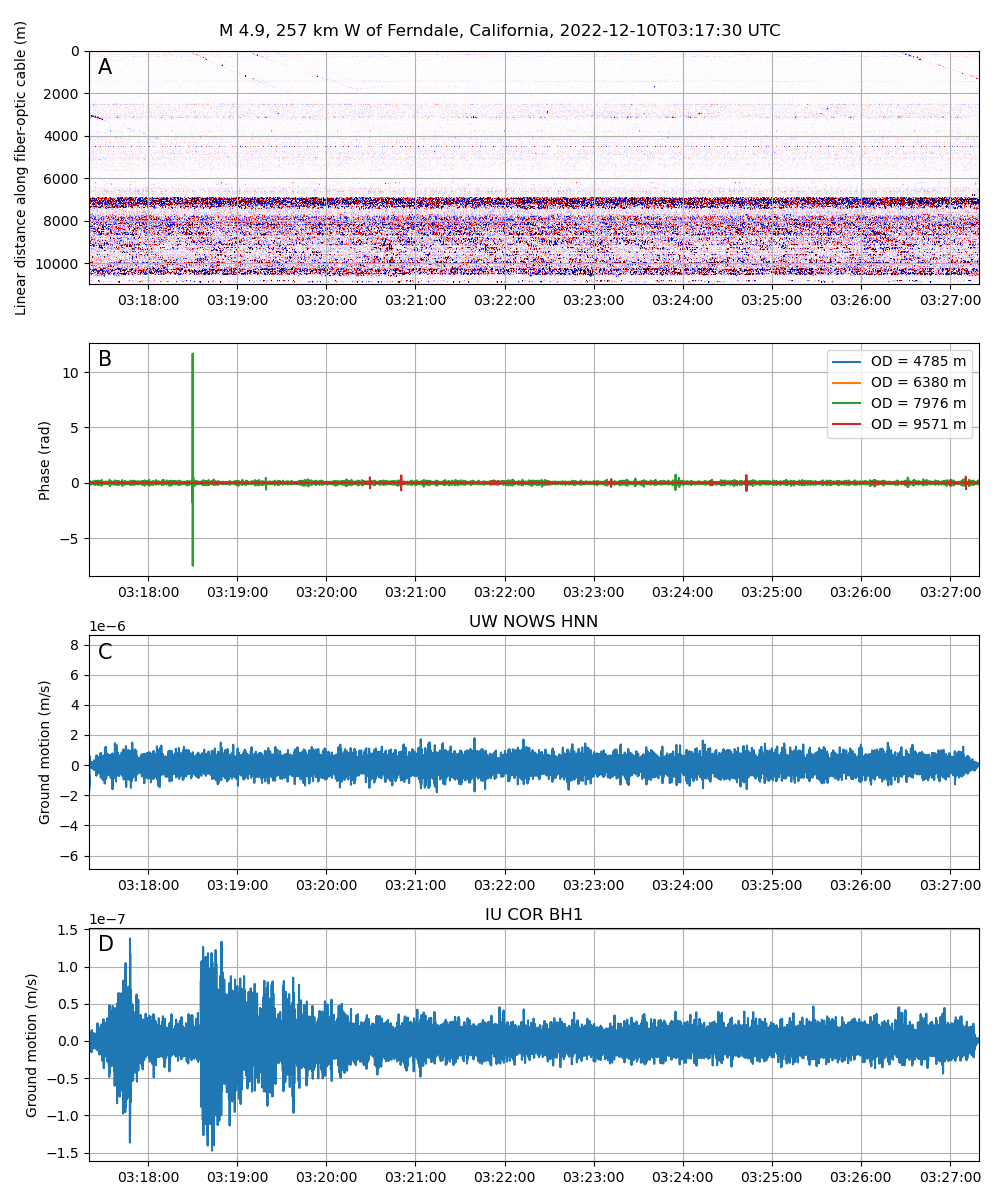 M 4.9, 257 km W of Ferndale, California, 2022-12-10T03:17:30 UTC
Linear distance along fiber-optic cable (m)
A
0
2000
4000
6000
8000
10000
03:18:00 03:19:00 03:20:00 03:21:00 03:22:00 03:23:00 03:24:00 03:25:00 03:26:00 03:27:00
B
Phase (rad)
10
5
0
−5
OD = 4785 m
OD = 6380 m
OD = 7976 m
OD = 9571 m
03:18:00 03:19:00 03:20:00 03:21:00 03:22:00 03:23:00 03:24:00 03:25:00 03:26:00 03:27:00
UW NOWS HNN
1e−6
C
Ground motion (m/s)
8
6
4
2
0
−2
−4
−6
03:18:00 03:19:00 03:20:00 03:21:00 03:22:00 03:23:00 03:24:00 03:25:00 03:26:00 03:27:00
IU COR BH1
1e−7
D
Ground motion (m/s)
1.5
1.0
0.5
0.0
−0.5
−1.0
−1.5
03:18:00 03:19:00 03:20:00 03:21:00 03:22:00 03:23:00 03:24:00 03:25:00 03:26:00 03:27:00